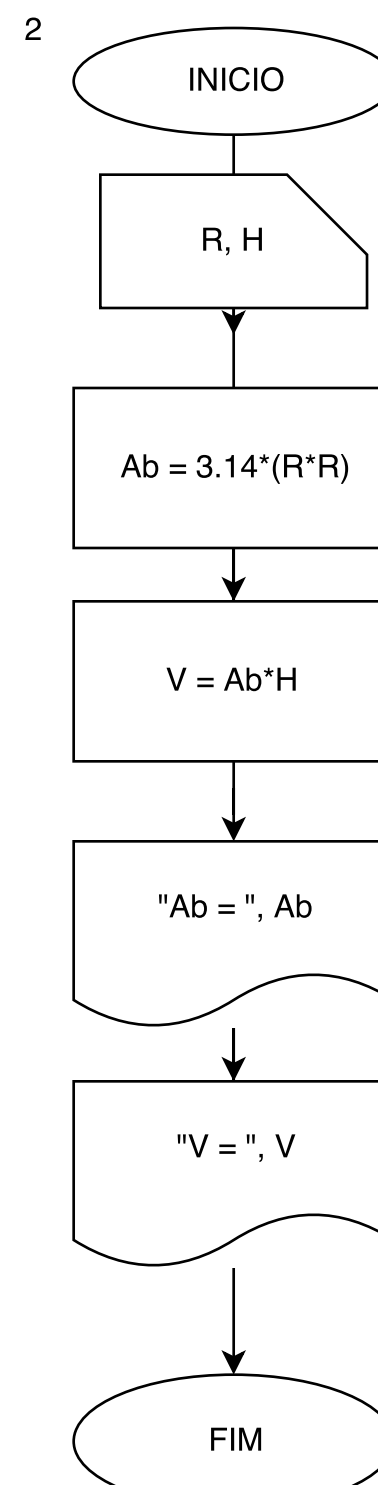 2
INICIO
R, H
Ab = 3.14*(R*R)
V = Ab*H
"Ab = ", Ab
"V = ", V
FIM